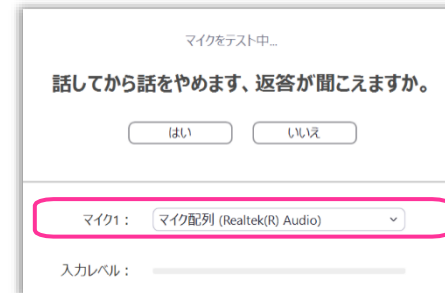 マイクをテスト中...
話してから話をやめます、返答が聞こえますか。
はい いいえ
マイク1： マイク配列 (Realtek(R) Audio)
入力レベル：